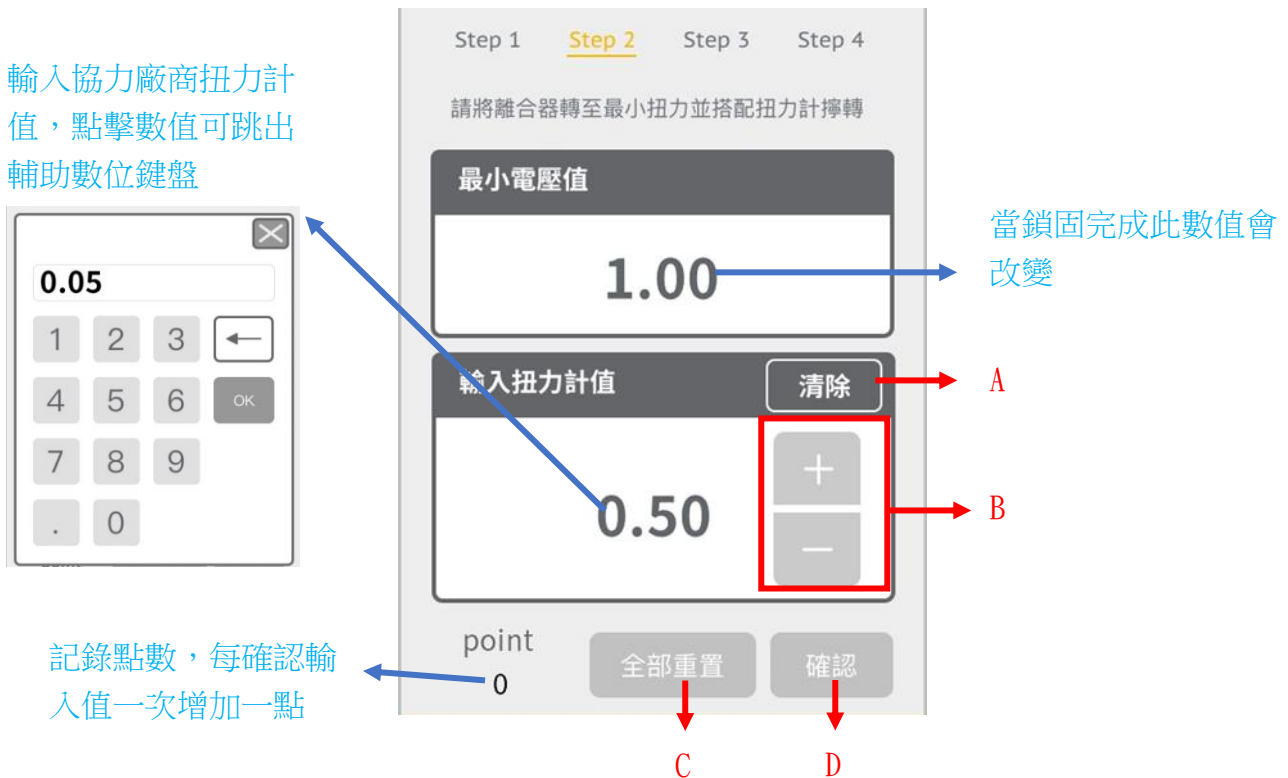 輸入協力廠商扭力計
值，點擊數值可跳出
輔助數位鍵盤
0.05
1 2 3 ←
4 5 6 OK
7 8 9
. 0
記錄點數，每確認輸
入值一次增加一點
Step 1 Step 2 Step 3 Step 4
請將離合器轉至最小扭力並搭配扭力計擰轉
最小電壓值
1.00
輸入扭力計值 清除
0.50
+
−
point
0
全部重置 確認
當鎖固完成此數值會
改變
A
B
C D